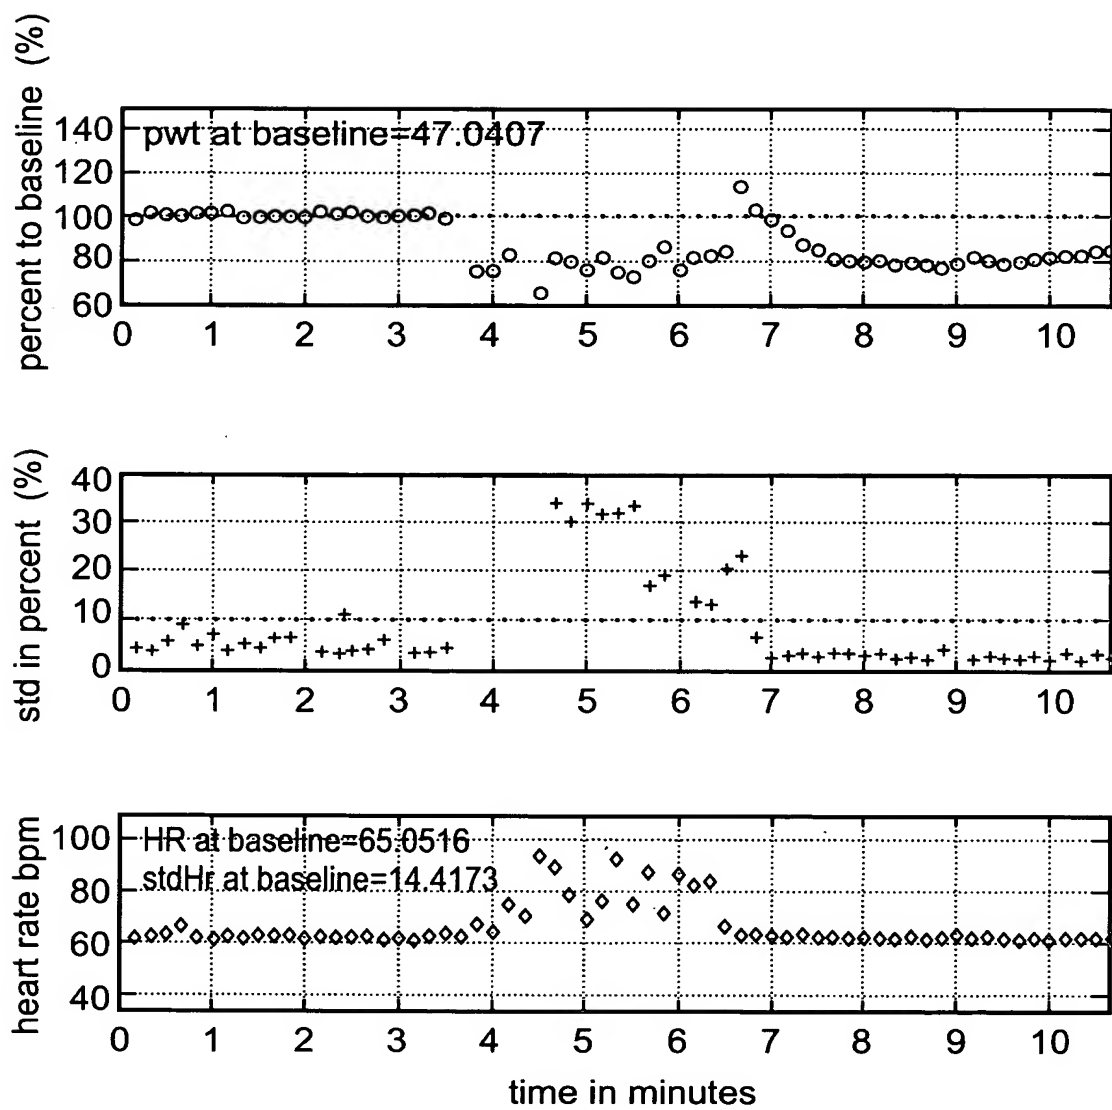 percent to baseline (%)
140
120
100
80
60
pwt at baseline=47.0407
0 1 2 3 4 5 6 7 8 9 10
std in percent (%)
40
30
20
10
0
0 1 2 3 4 5 6 7 8 9 10
heart rate bpm
100
80
60
40
HR at baseline=65.0516
stdHr at baseline=14.4173
0 1 2 3 4 5 6 7 8 9 10
time in minutes